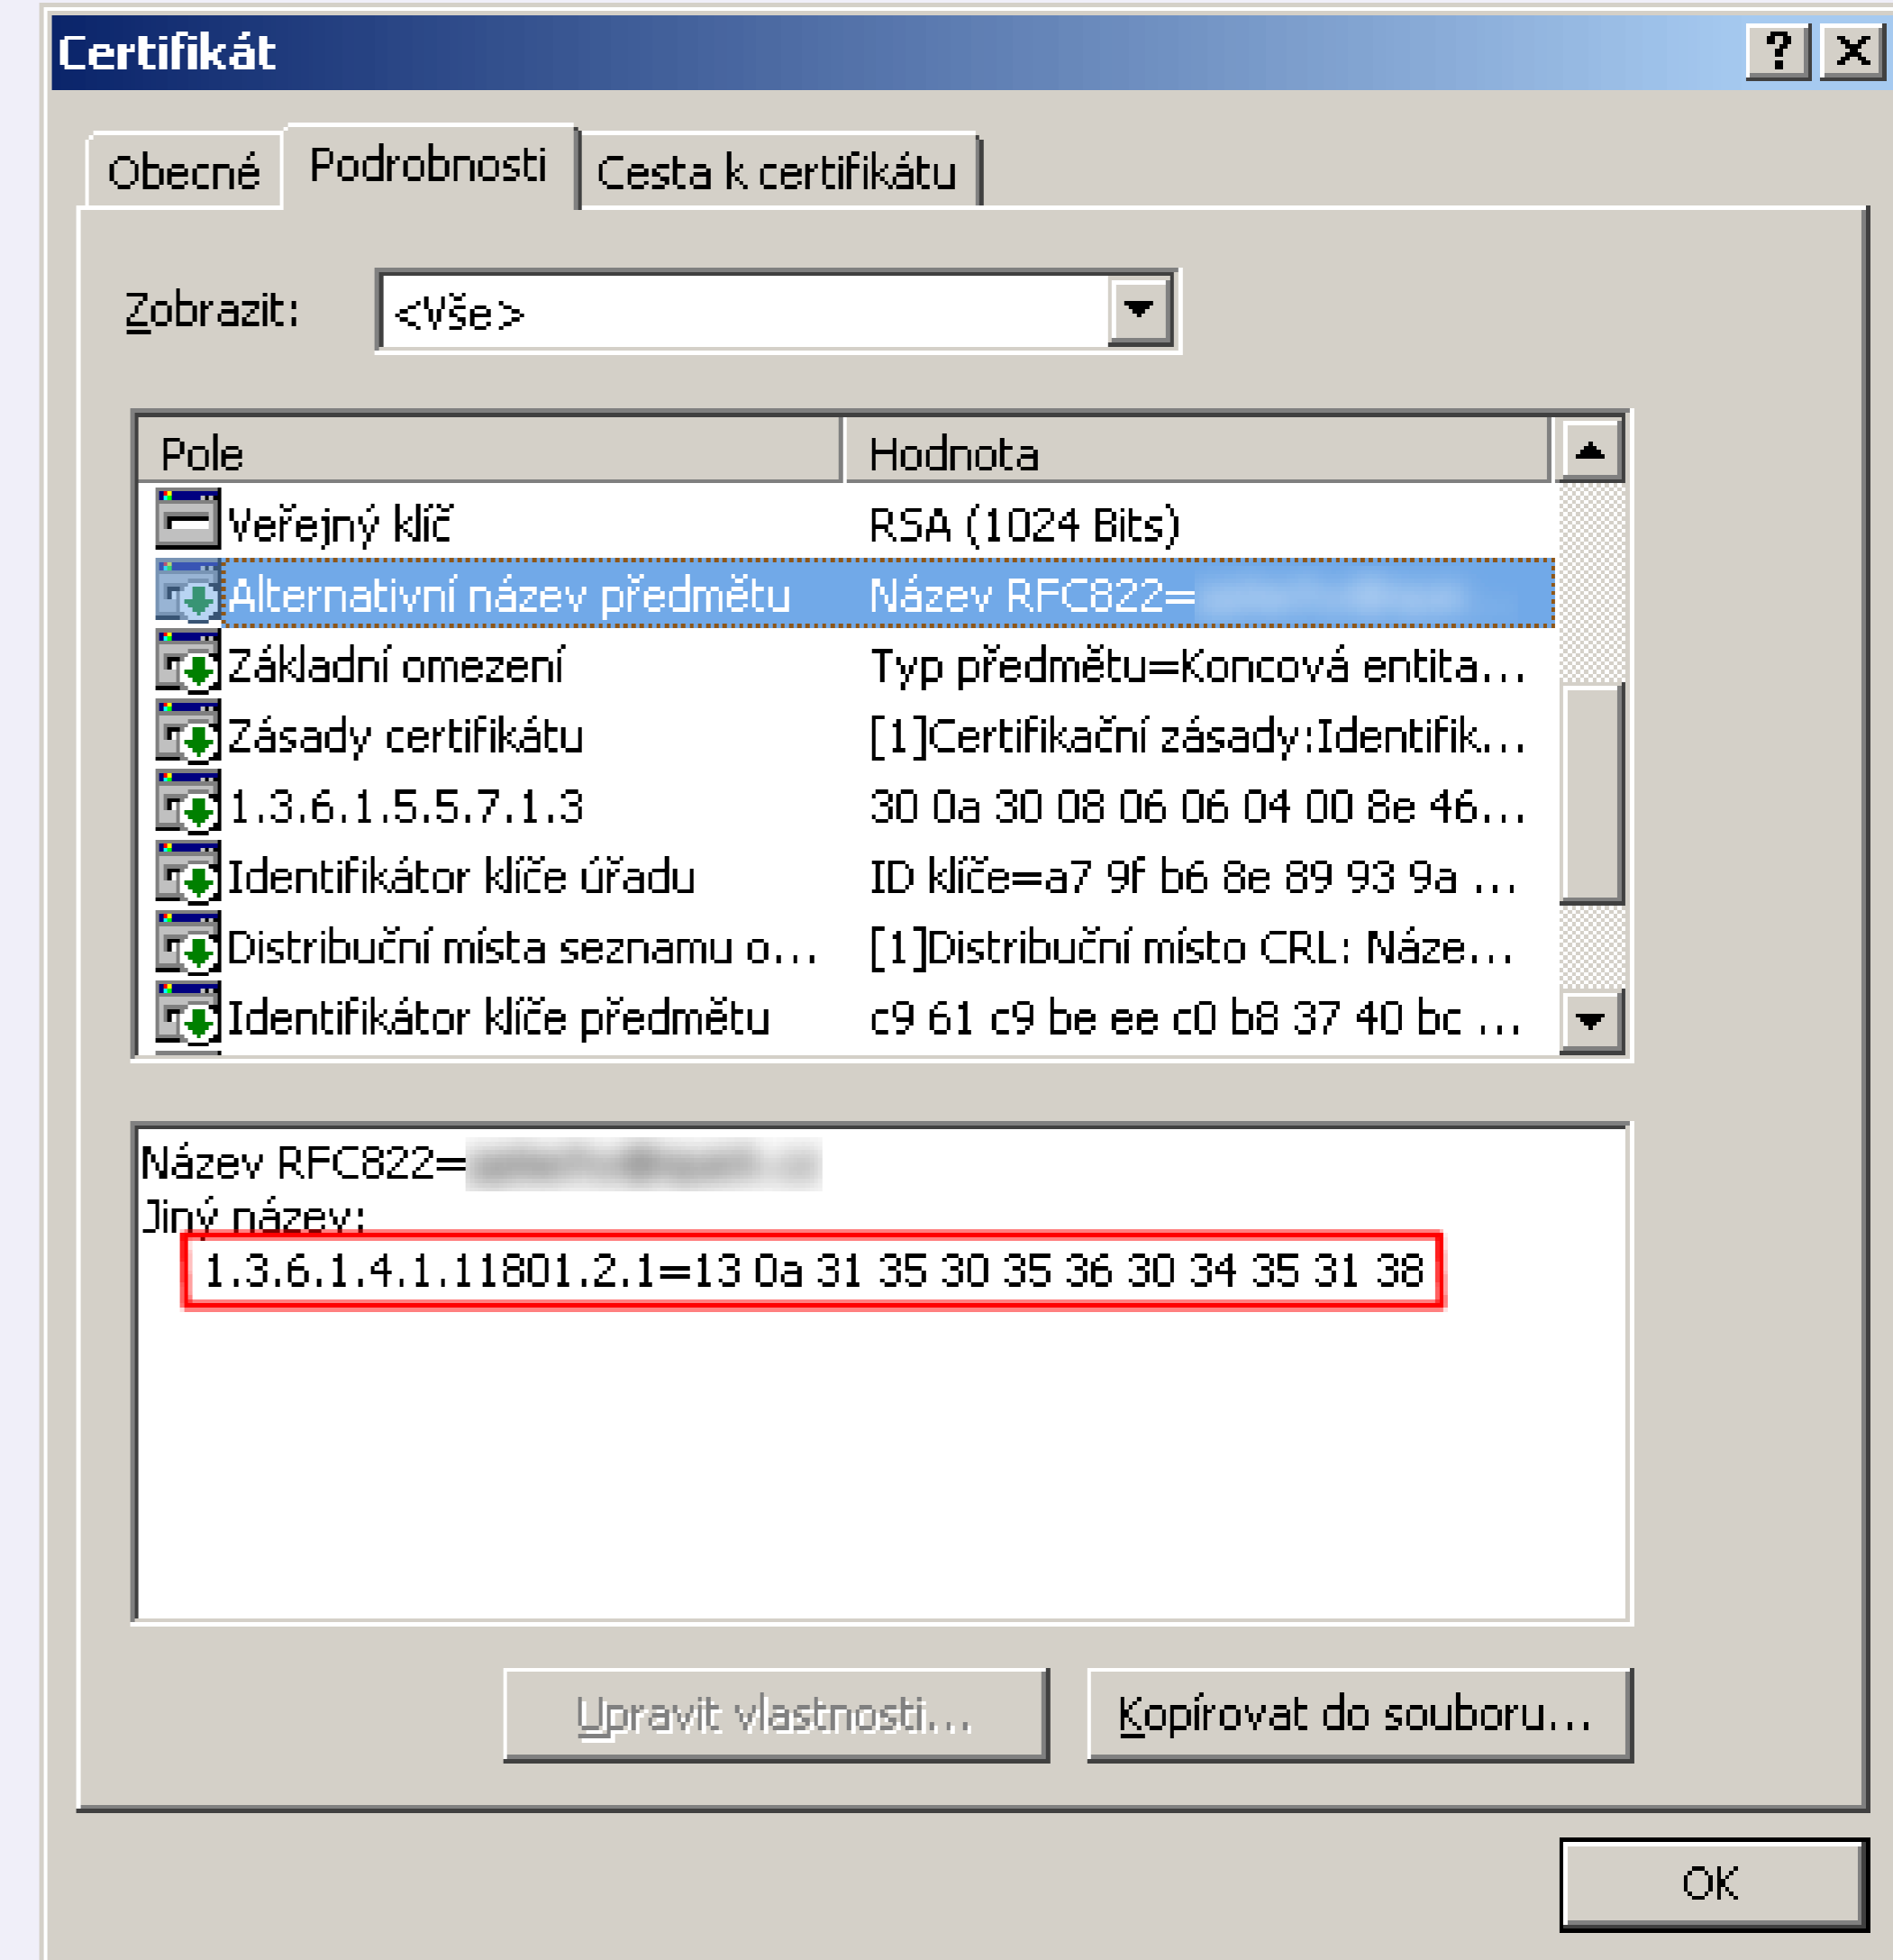 Certifikát
Obecné Podrobnosti Cesta k certifikátu
Zobrazit: <Vše>
Pole Hodnota
Veřejný klíč RSA (1024 Bits)
Alternativní název předmětu Název RFC822=
Základní omezení Typ předmětu=Koncová entita...
Zásady certifikátu [1]Certifikační zásady:Identifik...
1.3.6.1.5.5.7.1.3 30 0a 30 08 06 06 04 00 8e 46...
Identifikátor klíče úřadu ID klíče=a7 9f b6 8e 89 93 9a ...
Distribuční místa seznamu o... [1]Distribuční místo CRL: Náze...
Identifikátor klíče předmětu c9 61 c9 be ee c0 b8 37 40 bc ...
Název RFC822=
Jiný název:
1.3.6.1.4.1.11801.2.1=13 0a 31 35 30 35 36 30 34 35 31 38
Upravit vlastnosti... Kopírovat do souboru...
OK